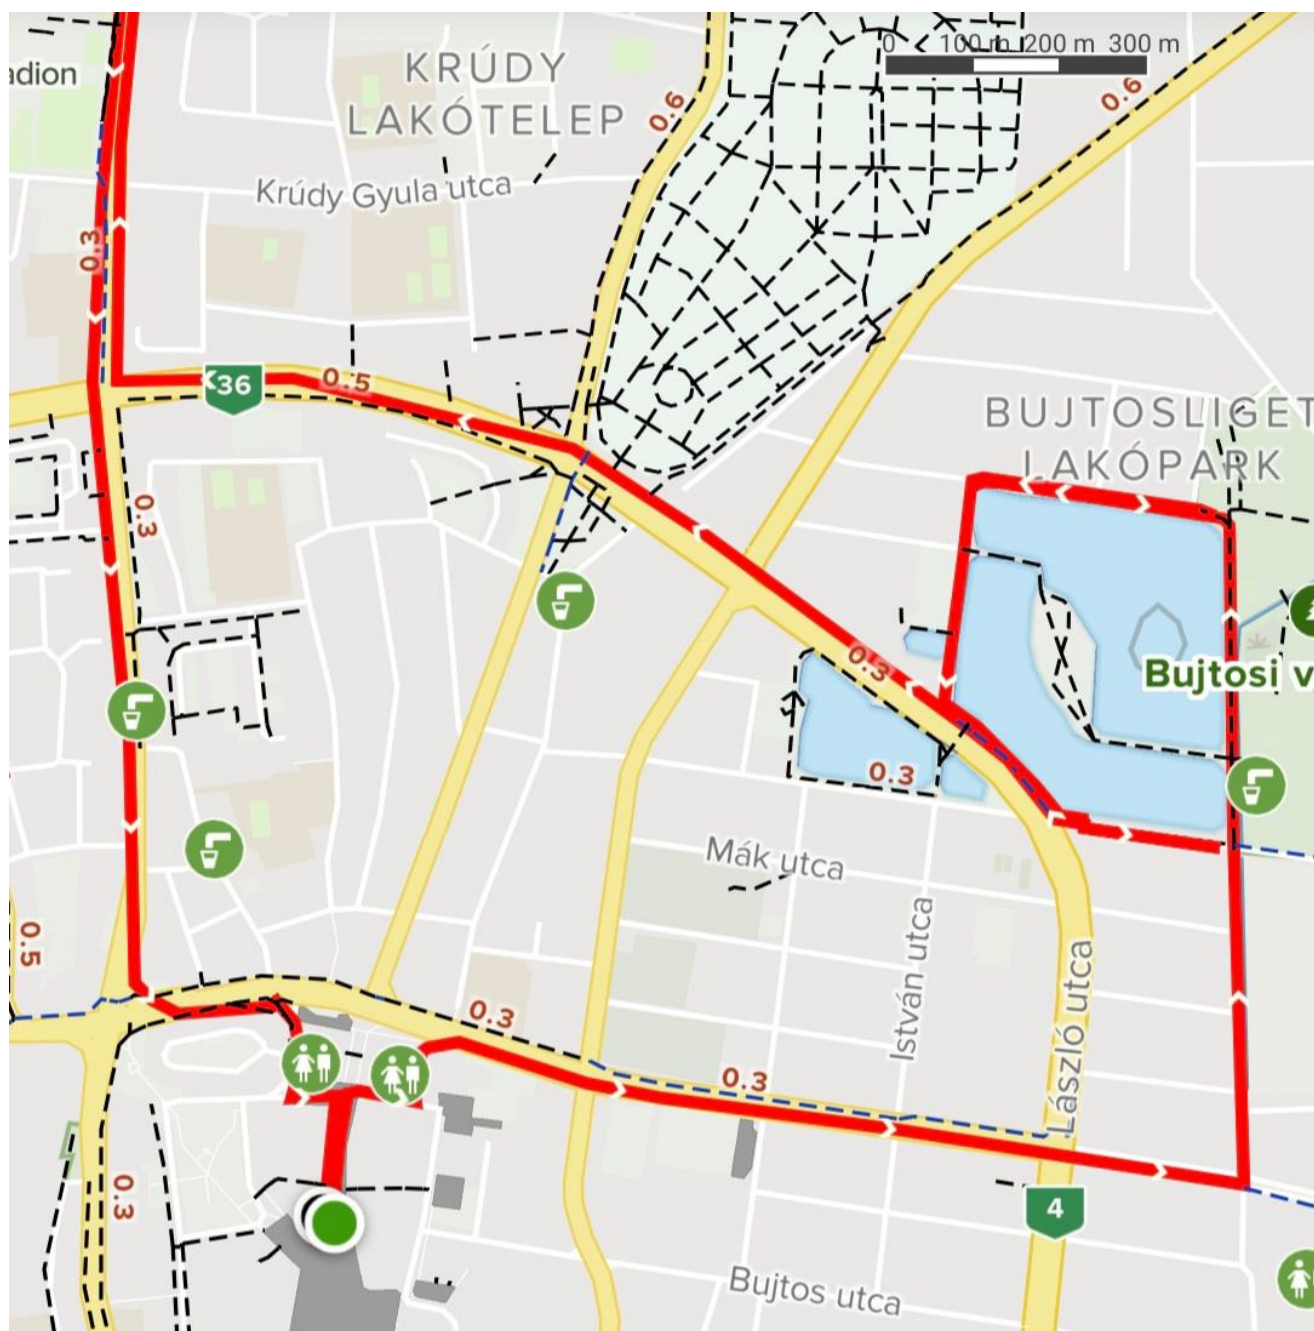 KRÚDY
LAKÓTELEP
0 100 m 200 m 300 m
adion
0.6
0.6
Krúdy Gyula utca
0.3
36
0.5
BUJTOSLIGET
LAKÓPARK
0.3
0.3
Bujtosi v
0.3
Mák utca
István utca
László utca
0.5
0.3
0.3
0.3
4
Bujtos utca